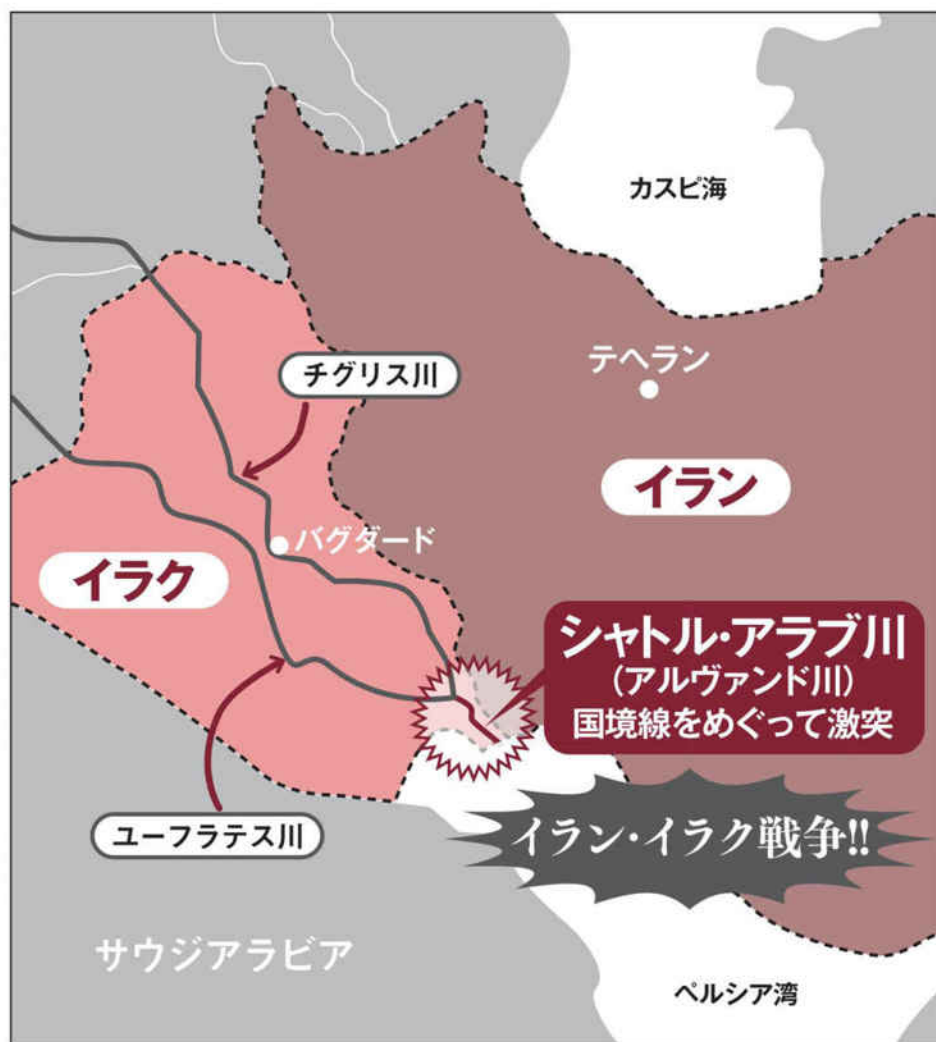 カスピ海
テヘラン
チグリス川
イラン
バグダード
イラク
シャトル・アラブ川
(アルヴァンド川)
国境線をめぐって激突
ユーフラテス川
イラン・イラク戦争!!
サウジアラビア
ペルシア湾